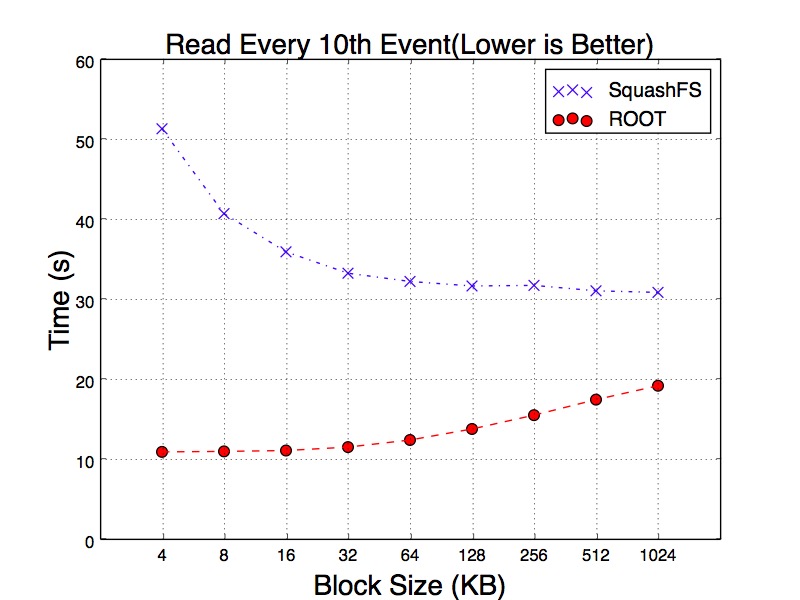 Read Every 10th Event(Lower is Better)
SquashFS
ROOT
60
50
40
30
20
10
0
Time (s)
4 8 16 32 64 128 256 512 1024
Block Size (KB)